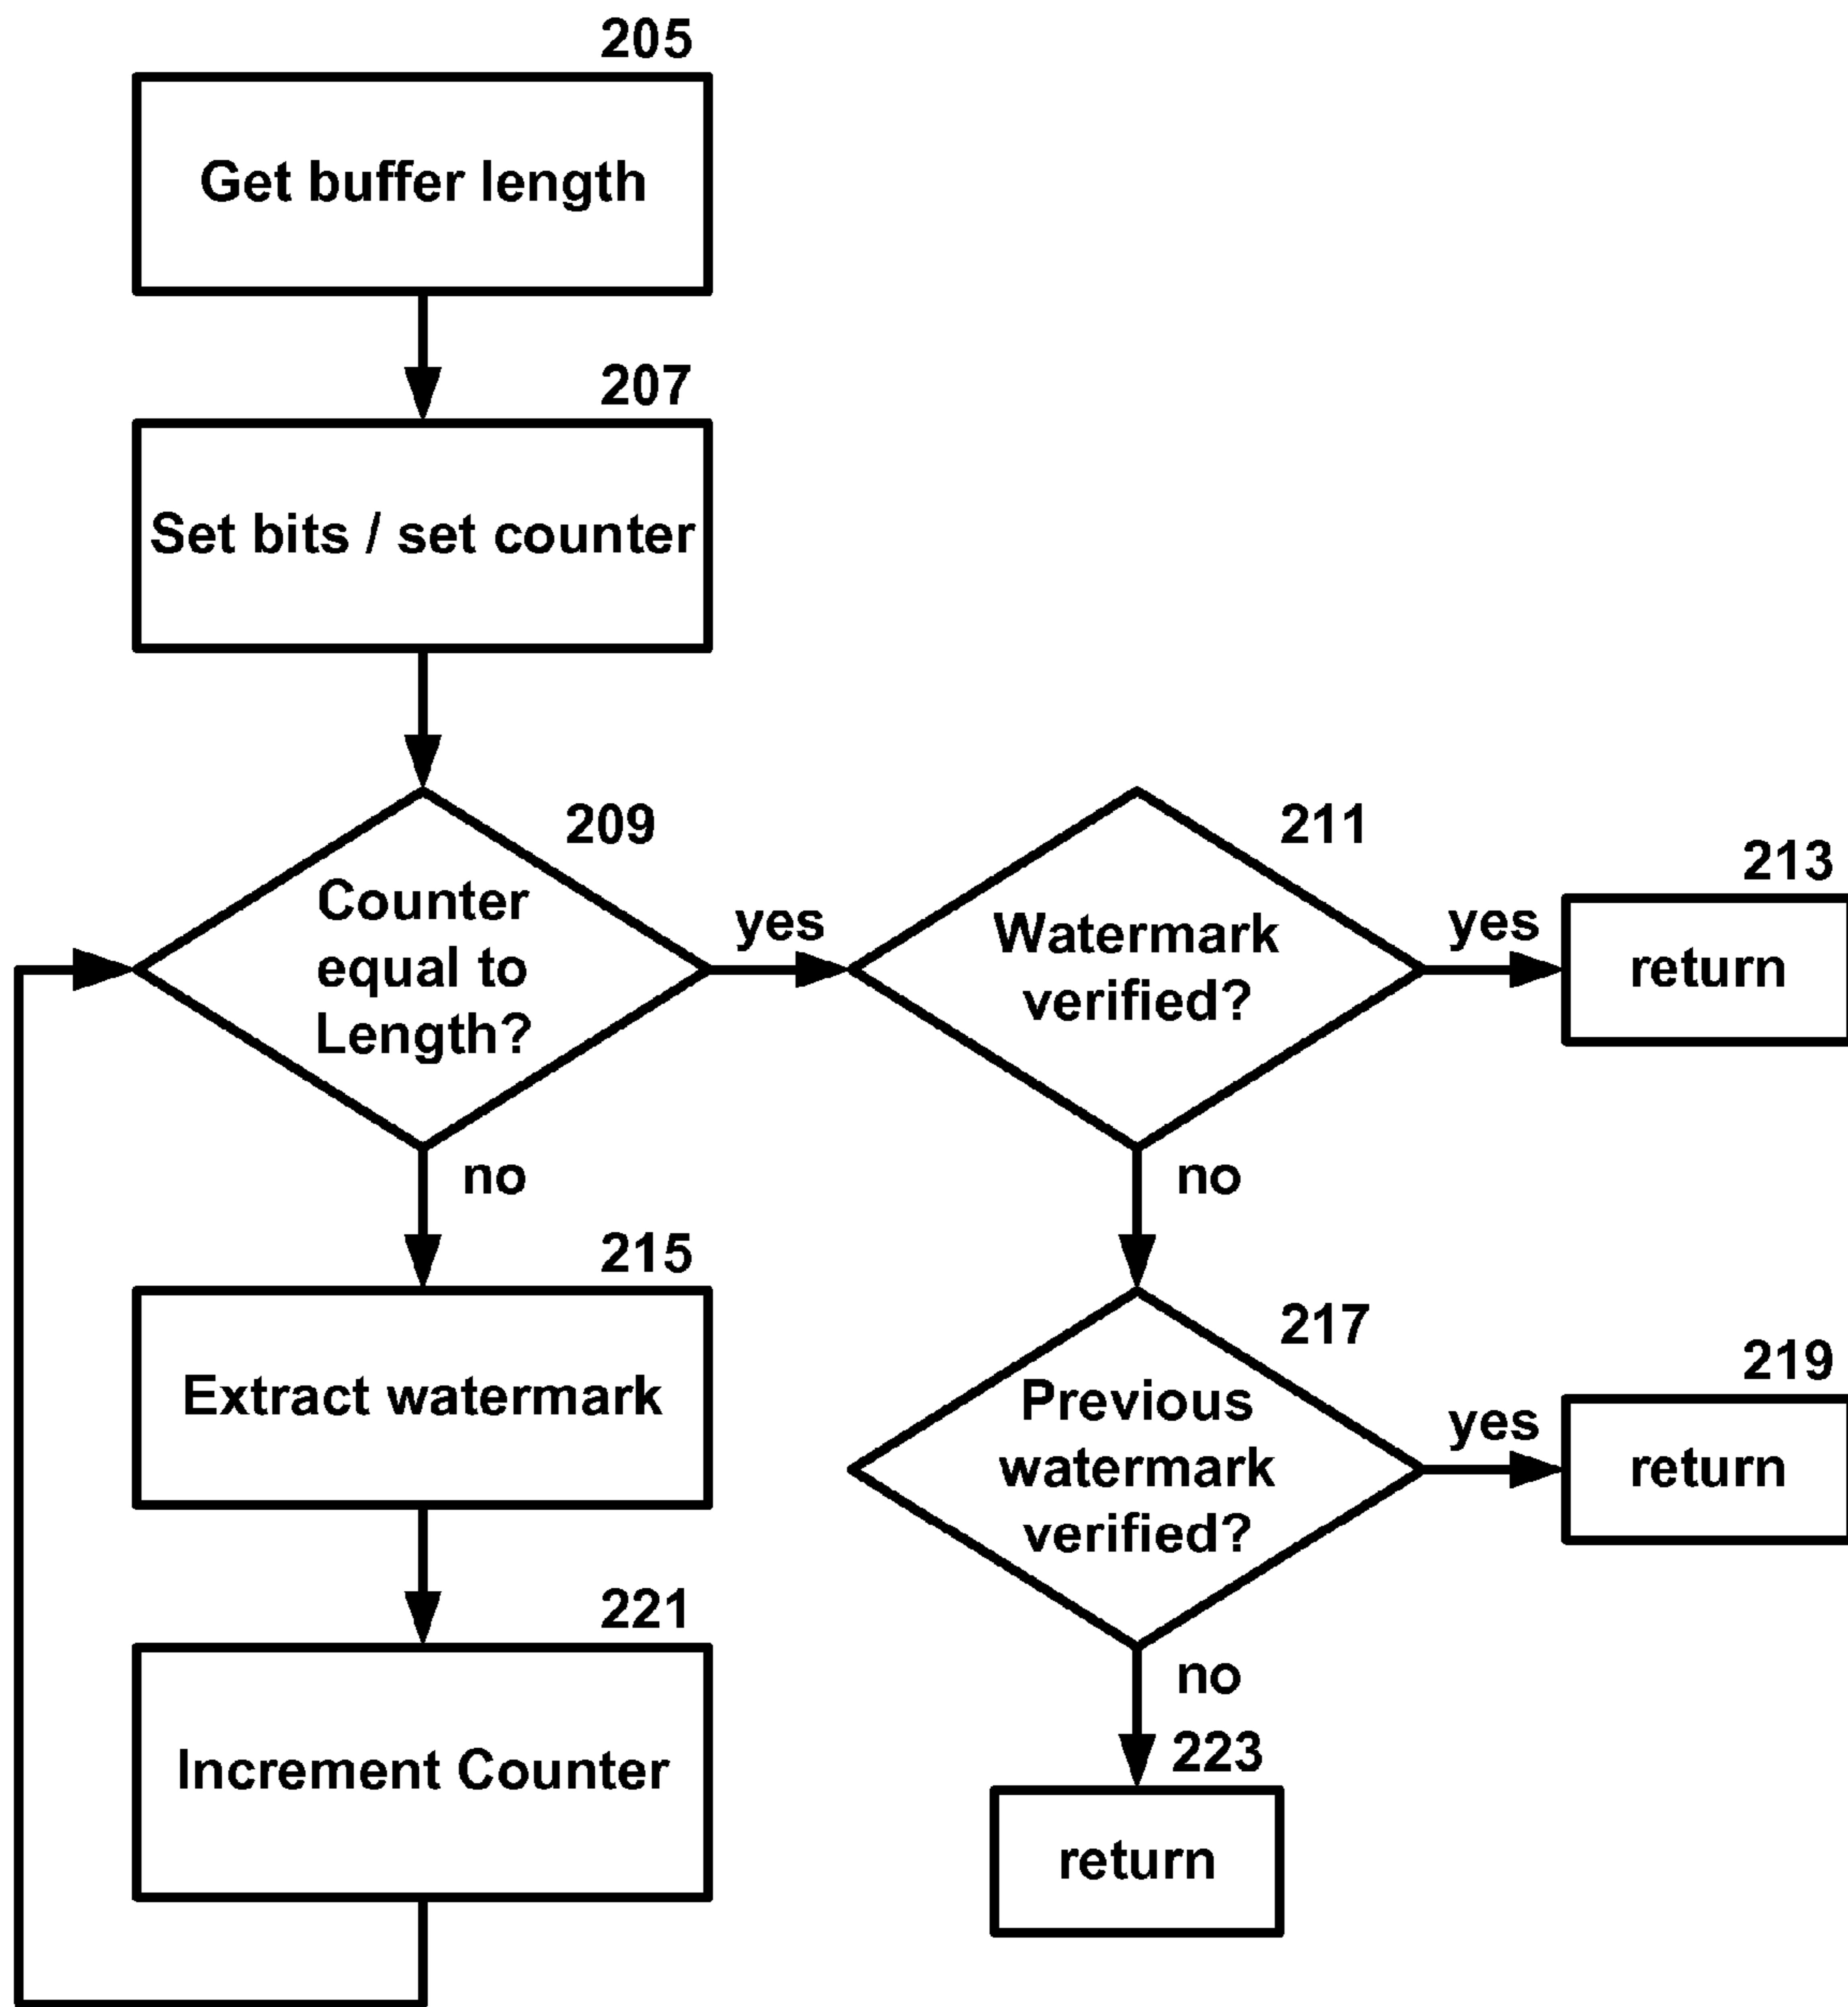 205
Get buffer length
207
Set bits / set counter
209
Counter
equal to
Length?
yes
no
211
Watermark
verified?
yes
no
213
return
215
Extract watermark
217
Previous
watermark
verified?
yes
no
219
return
221
Increment Counter
223
return